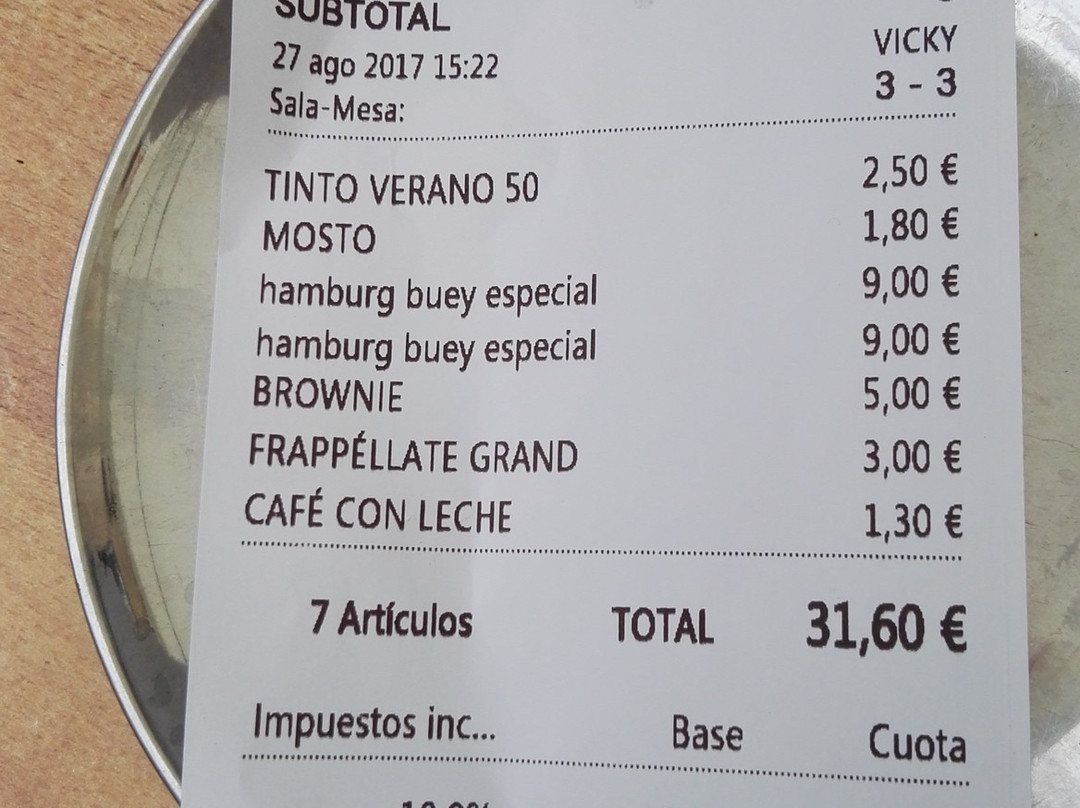 SUBTOTAL
VICKY
27 ago 2017 15:22
3 - 3
Sala-Mesa:
TINTO VERANO 50 2,50 €
MOSTO 1,80 €
hamburg buey especial 9,00 €
hamburg buey especial 9,00 €
BROWNIE 5,00 €
FRAPPÉLLATE GRAND 3,00 €
CAFÉ CON LECHE 1,30 €
7 Artículos TOTAL 31,60 €
Impuestos inc... Base Cuota